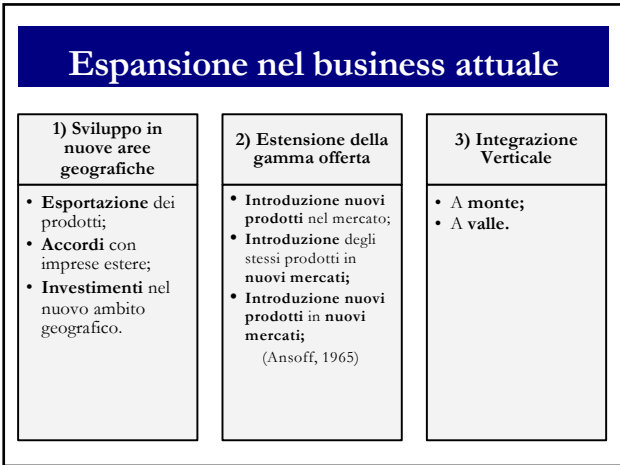 Espansione nel business attuale
1) Sviluppo in
nuove aree
geografiche
• Esportazione dei
prodotti;
• Accordi con
imprese estere;
• Investimenti nel
nuovo ambito
geografico.
2) Estensione della
gamma offerta
• Introduzione nuovi
prodotti nel mercato;
• Introduzione degli
stessi prodotti in
nuovi mercati;
• Introduzione nuovi
prodotti in nuovi
mercati;
(Ansoff, 1965)
3) Integrazione
Verticale
• A monte;
• A valle.